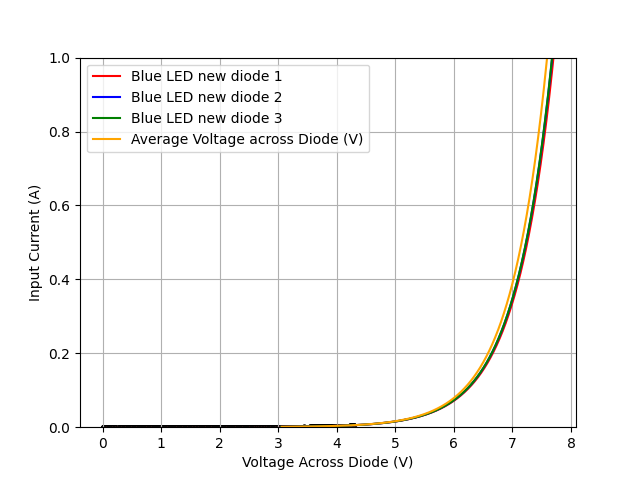 1.0
0.8
0.6
0.4
0.2
0.0
Input Current (A)
Blue LED new diode 1
Blue LED new diode 2
Blue LED new diode 3
Average Voltage across Diode (V)
0 1 2 3 4 5 6 7 8
Voltage Across Diode (V)